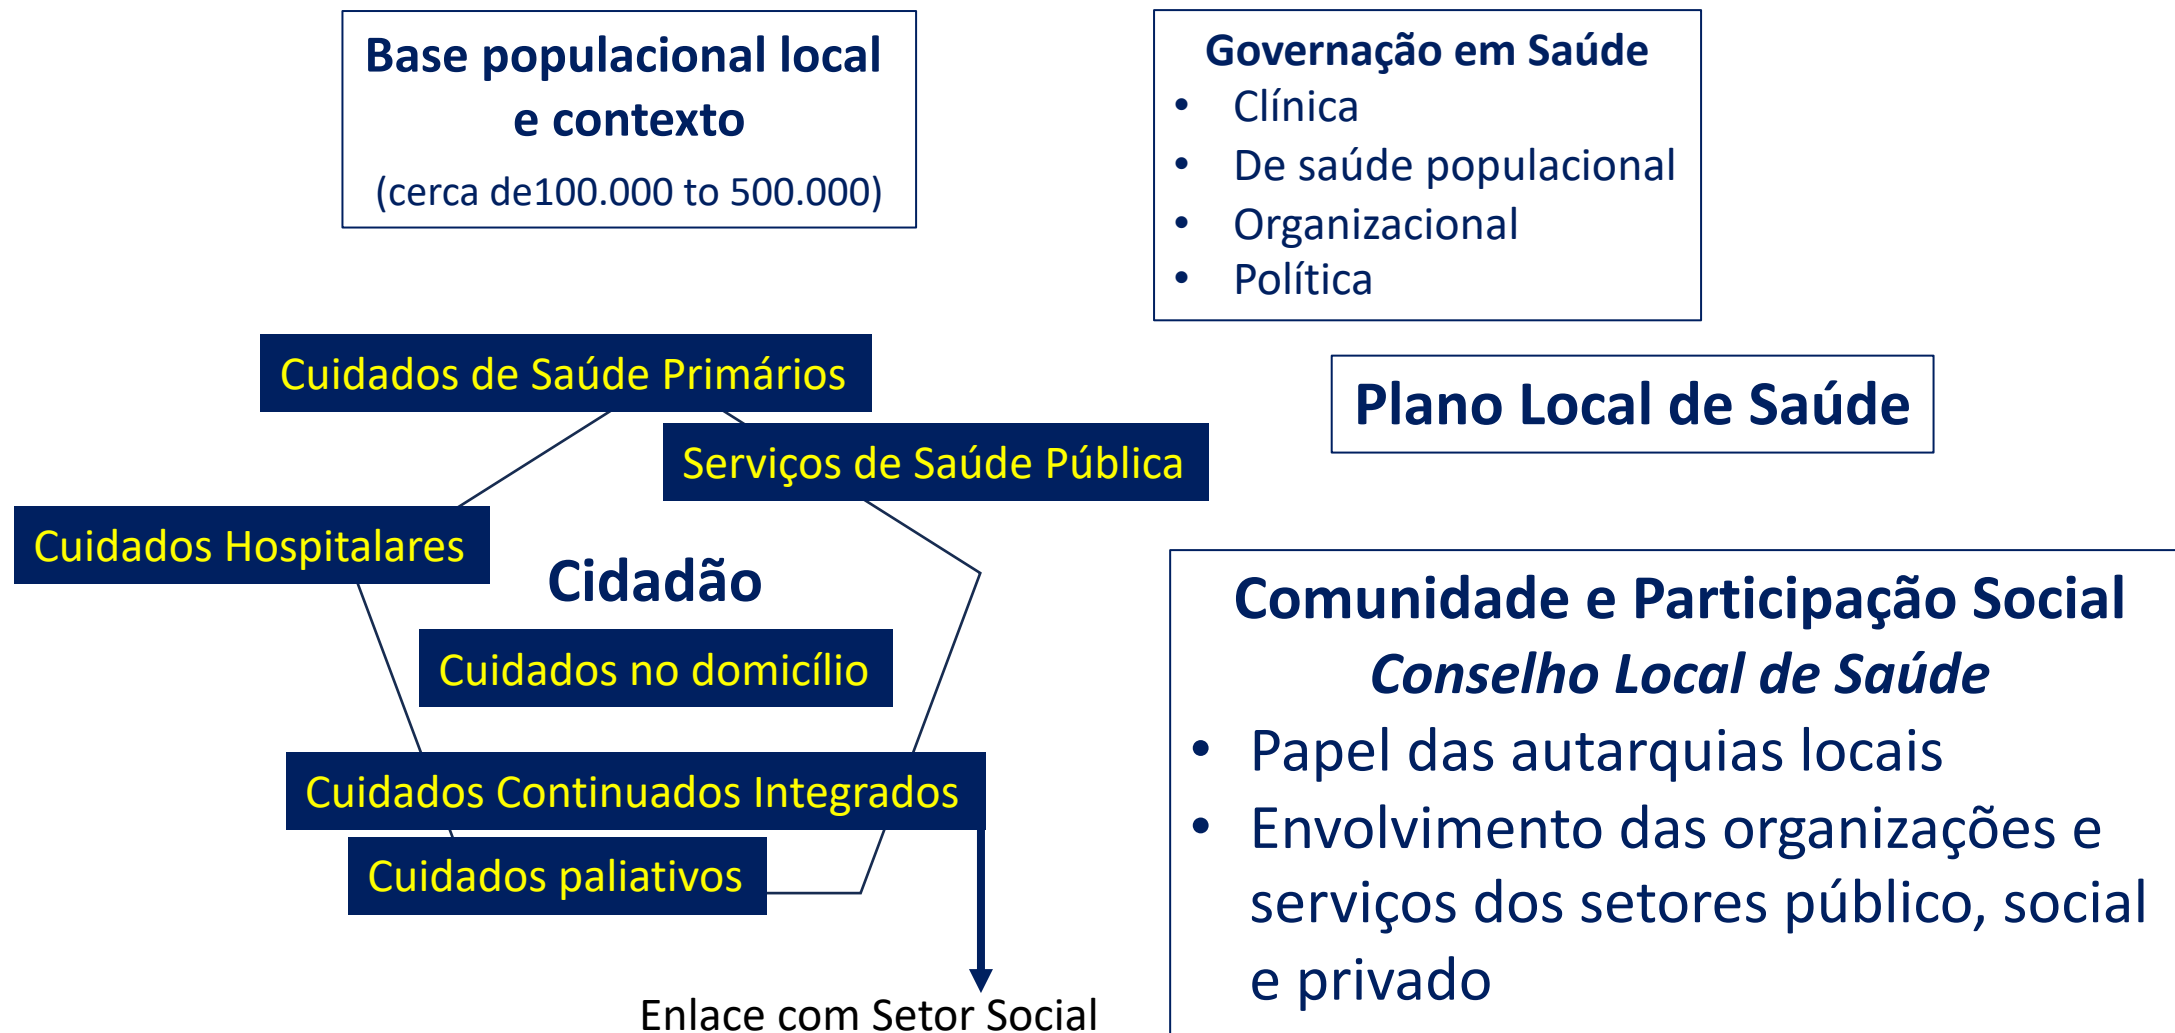 Base populacional local
e contexto
(cerca de100.000 to 500.000)
Governação em Saúde
• Clínica
• De saúde populacional
• Organizacional
• Política
Cuidados de Saúde Primários
Plano Local de Saúde
Serviços de Saúde Pública
Cuidados Hospitalares
Cidadão
Cuidados no domicílio
Cuidados Continuados Integrados
Cuidados paliativos
Enlace com Setor Social
Comunidade e Participação Social
Conselho Local de Saúde
• Papel das autarquias locais
• Envolvimento das organizações e
serviços dos setores público, social
e privado